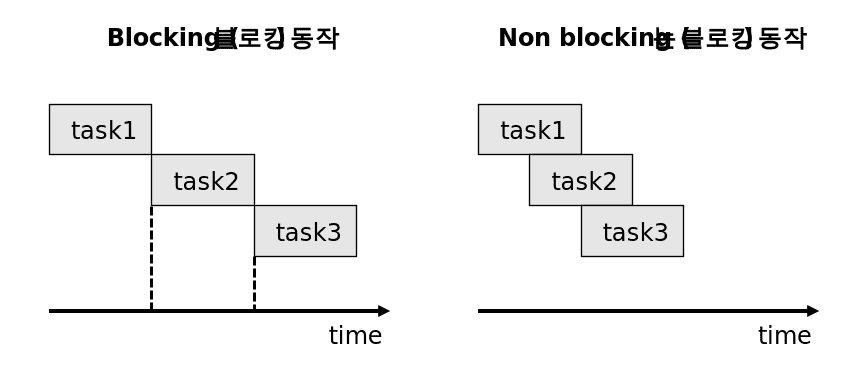 Blocking (블로킹) 동작
Non blocking (논 블로킹) 동작
task1
task2
task3
time
task1
task2
task3
time